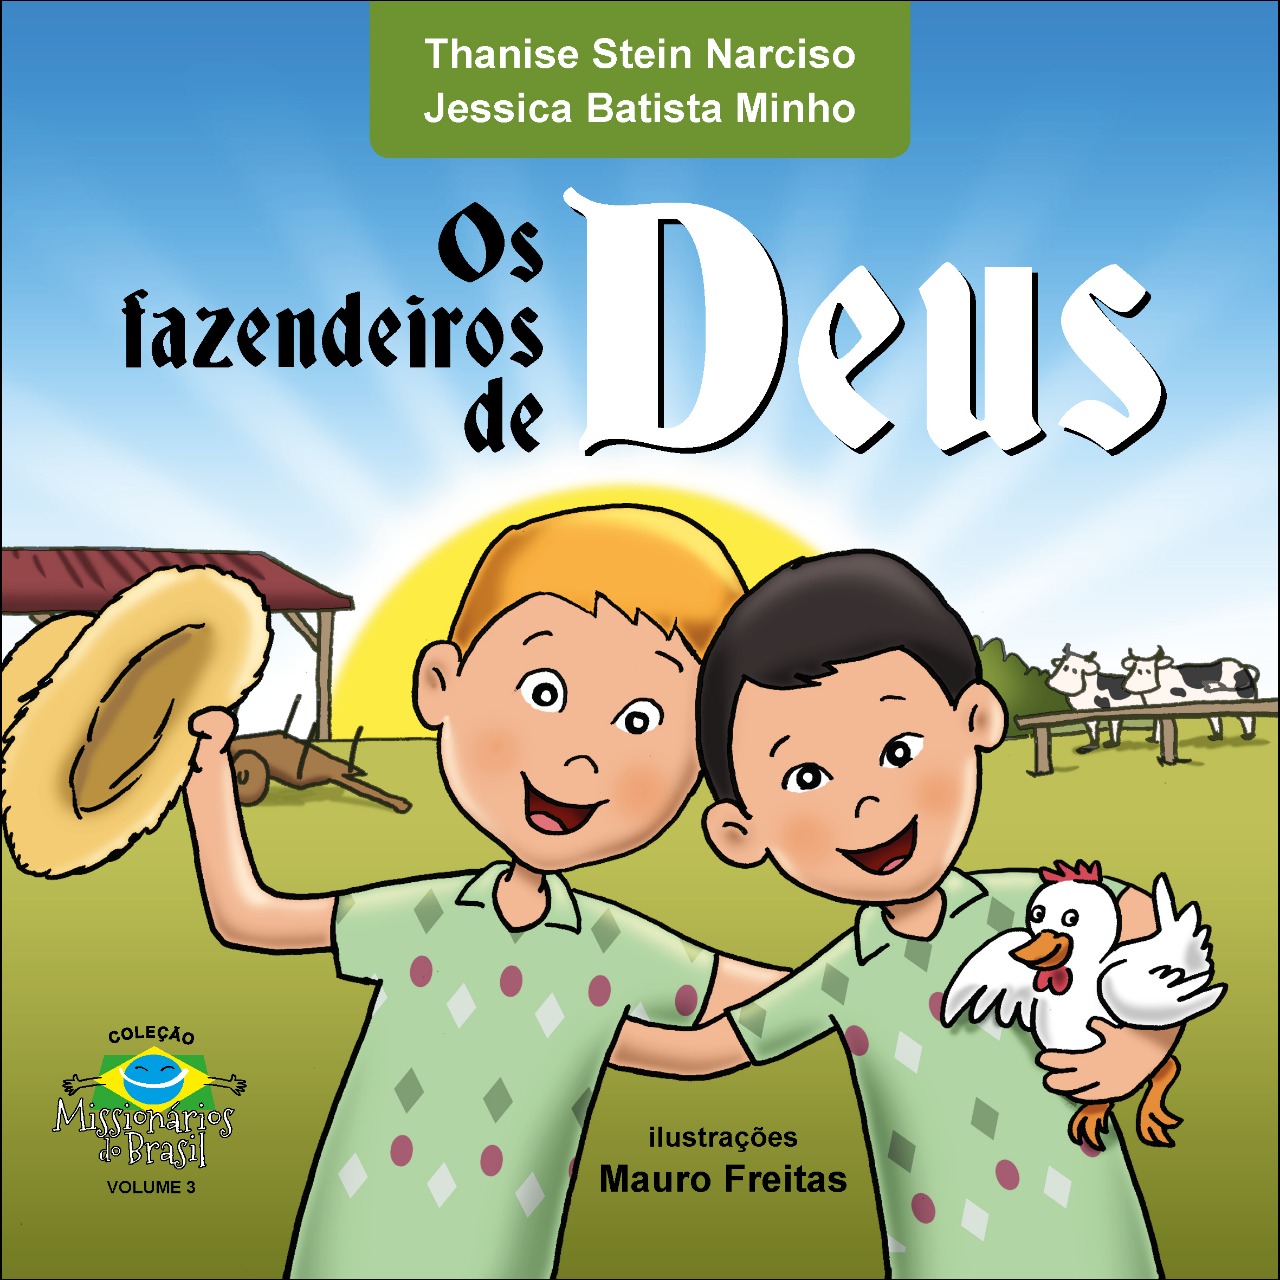 Thanise Stein Narciso
Jessica Batista Minho
Os
fazendeiros
de
Deus
COLEÇÃO
Missionários
do Brasil
VOLUME 3
ilustrações
Mauro Freitas